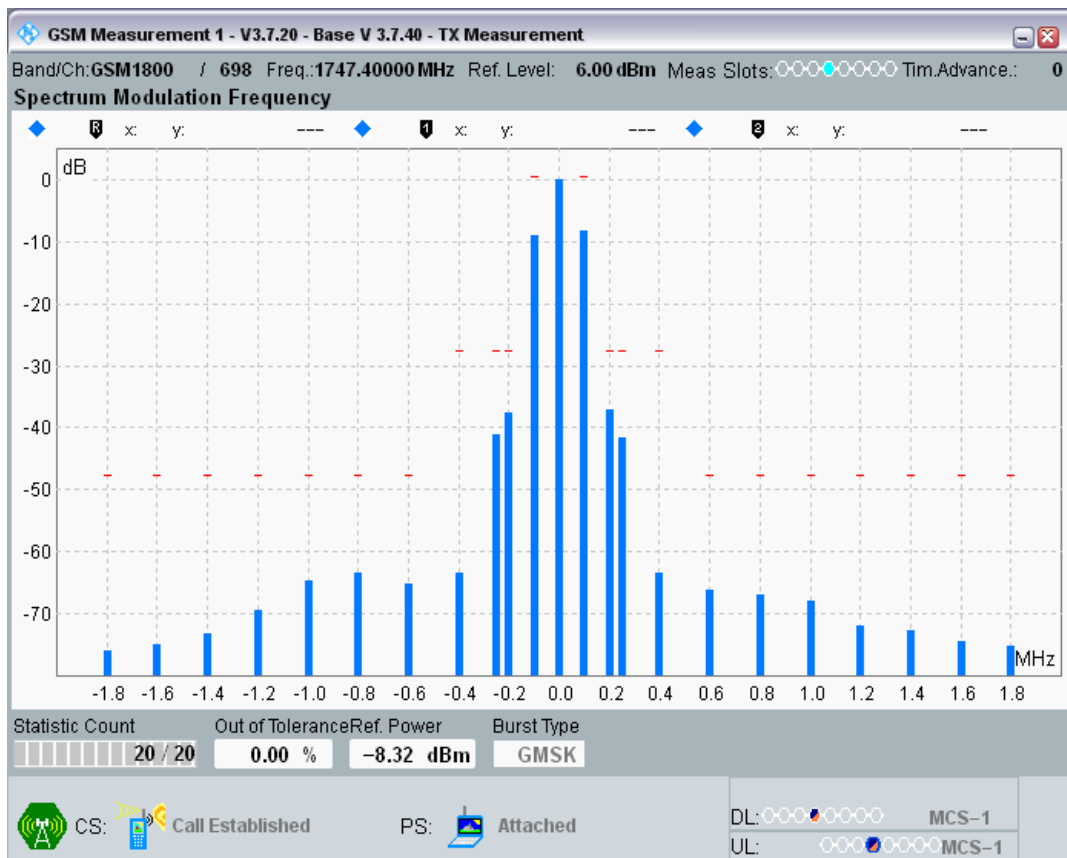 GSM Measurement 1 - V3.7.20 - Base V 3.7.40 - TX Measurement
Band/Ch:GSM1800 / 698 Freq.:1747.40000 MHz Ref. Level: 6.00 dBm Meas Slots: Tim.Advance.: 0
Spectrum Modulation Frequency
R x: y: --- 1 x: y: --- 2 x: y: ---
dB
0
-10
-20
-30
-40
-50
-60
-70
MHz
-1.8 -1.6 -1.4 -1.2 -1.0 -0.8 -0.6 -0.4 -0.2 0.0 0.2 0.4 0.6 0.8 1.0 1.2 1.4 1.6 1.8
Statistic Count Out of Tolerance Ref. Power Burst Type
20 / 20 0.00 % −8.32 dBm GMSK
CS: Call Established PS: Attached
DL: MCS−1
UL: MCS−1